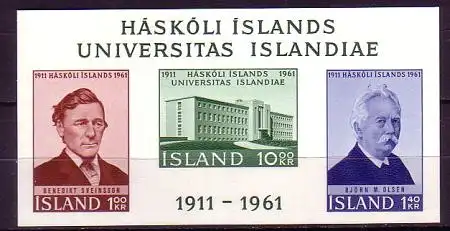 HÁSKÓLI ÍSLANDS
UNIVERSITAS ISLANDIAE
1911 HÁSKÓLI ÍSLANDS 1961
BENEDIKT SVEINSSON
ÍSLAND 1.00 KR
1911 HÁSKÓLI ÍSLANDS 1961
UNIVERSITAS ISLANDIAE
ÍSLAND 10.00 KR
1911 HÁSKÓLI ÍSLANDS 1961
BJÖRN M. OLSEN
ÍSLAND 1.40 KR
1911 – 1961